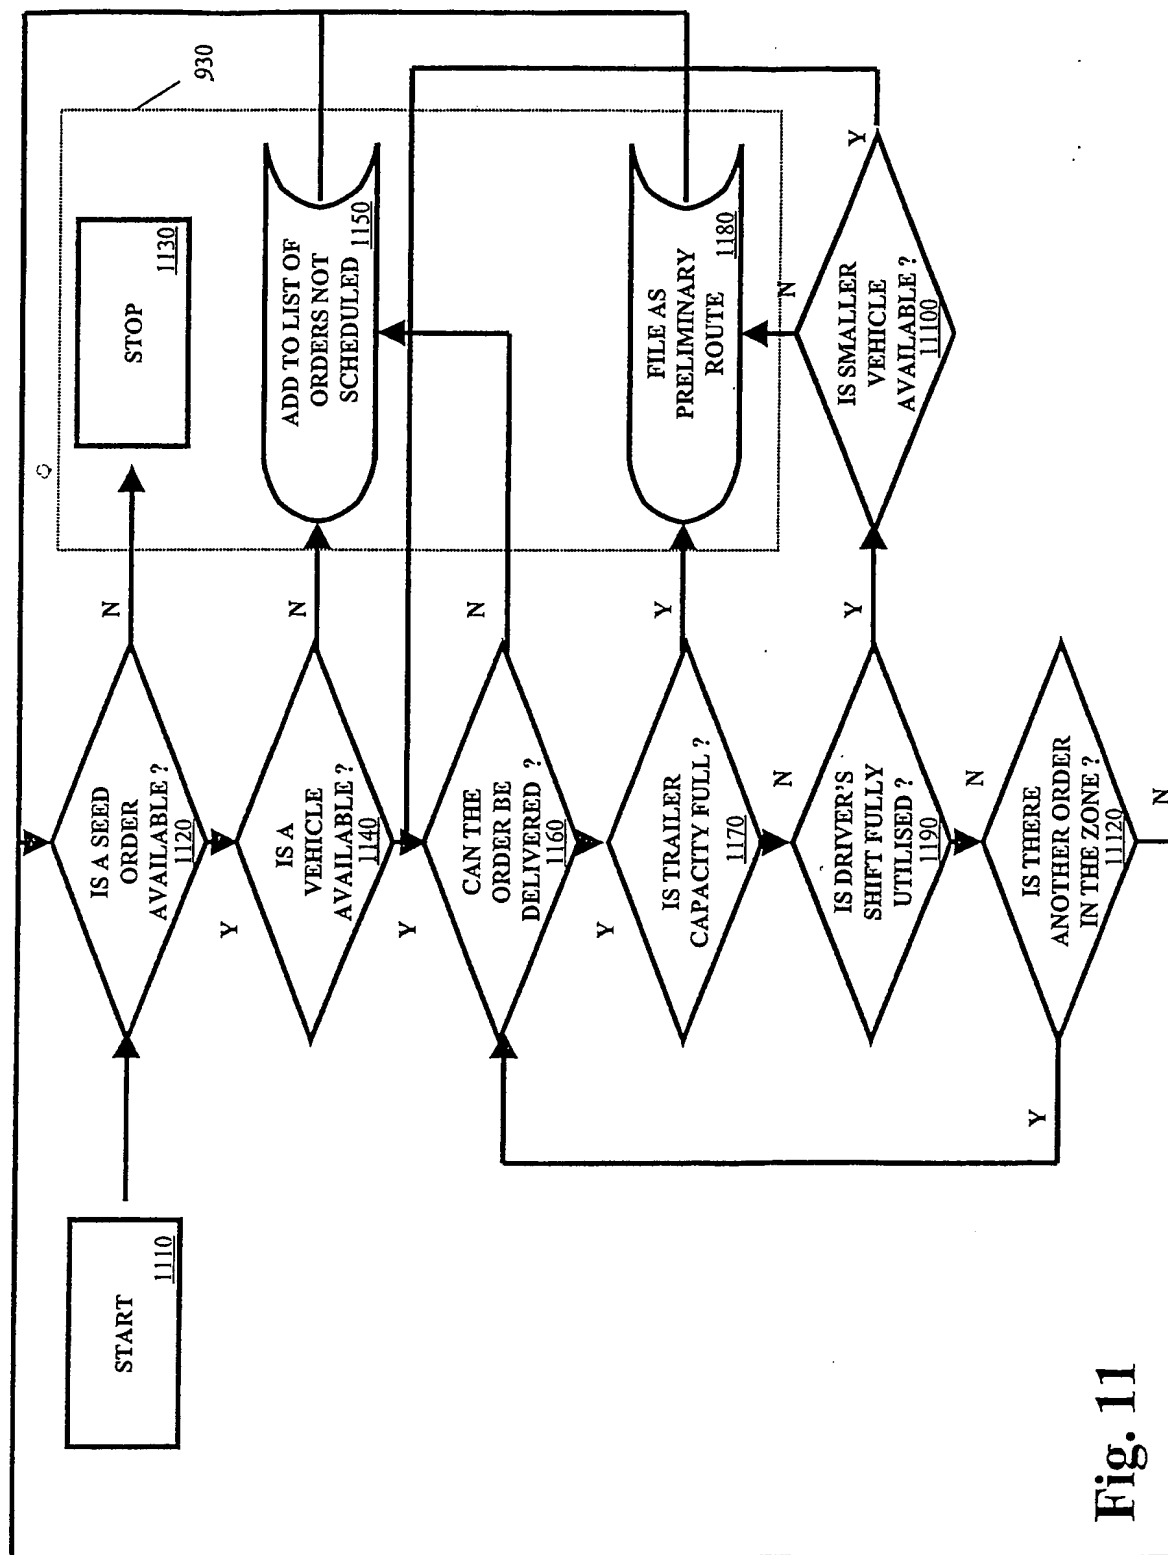 START
1110
IS A SEED
ORDER
AVAILABLE ?
1120
N
STOP
1130
930
Y
IS A
VEHICLE
AVAILABLE ?
1140
N
ADD TO LIST OF
ORDERS NOT
SCHEDULED
1150
Y
CAN THE
ORDER BE
DELIVERED ?
1160
N
Y
IS TRAILER
CAPACITY FULL ?
1170
Y
FILE AS
PRELIMINARY
ROUTE
1180
N
IS DRIVER'S
SHIFT FULLY
UTILISED ?
1190
Y
IS SMALLER
VEHICLE
AVAILABLE ?
11100
N
Y
N
IS THERE
ANOTHER ORDER
IN THE ZONE ?
11120
Y
N
Fig. 11